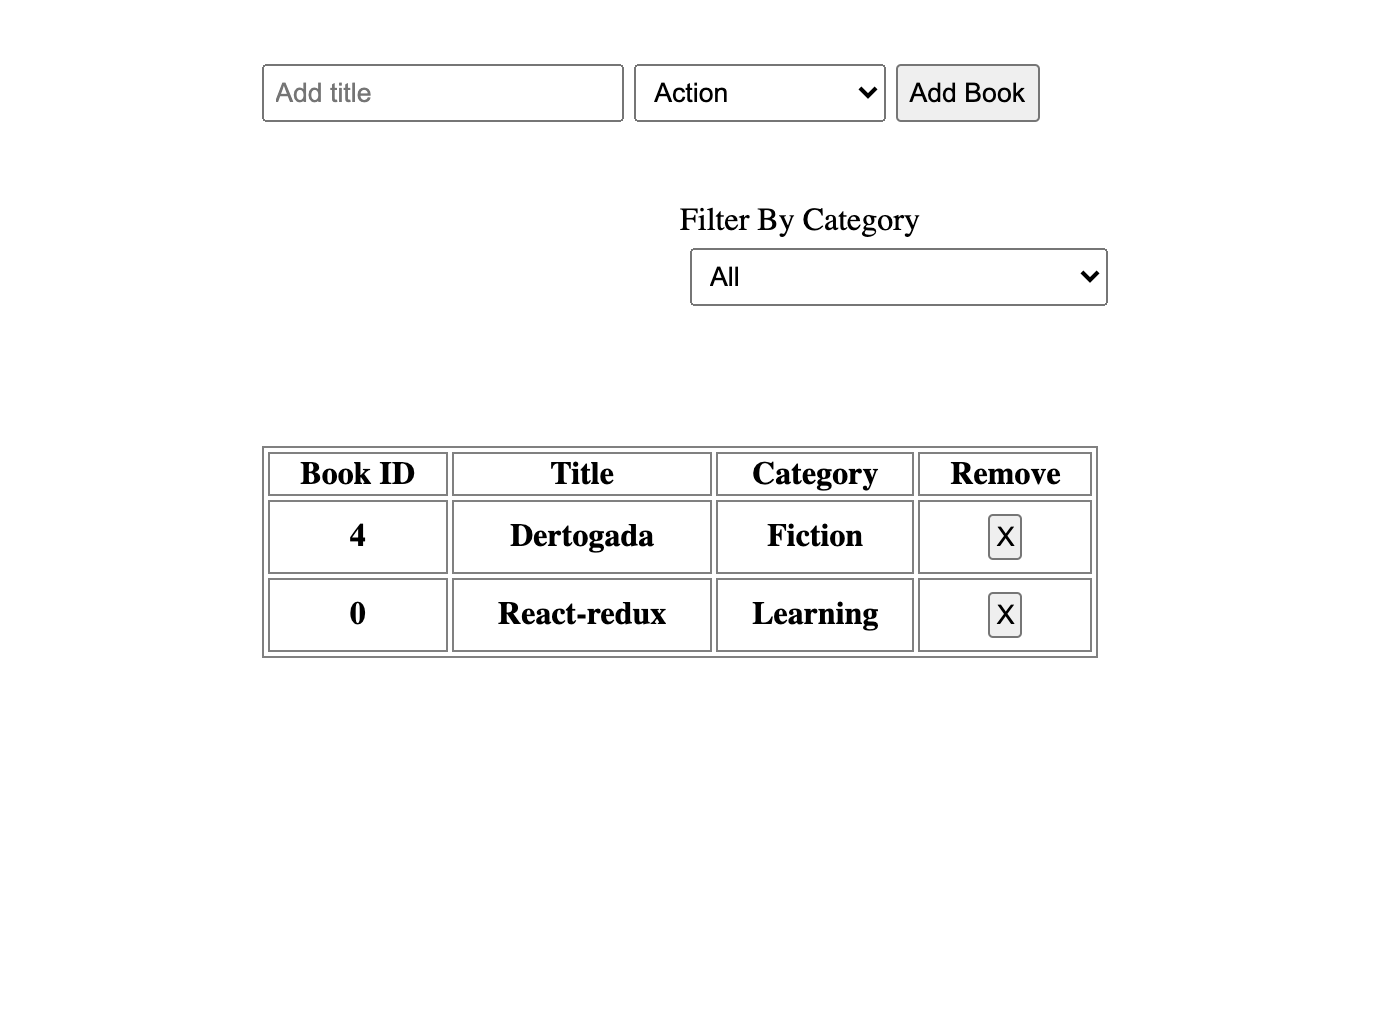 Add title Action Add Book
Filter By Category
All
Book ID Title Category Remove
4 Dertogada Fiction X
0 React-redux Learning X